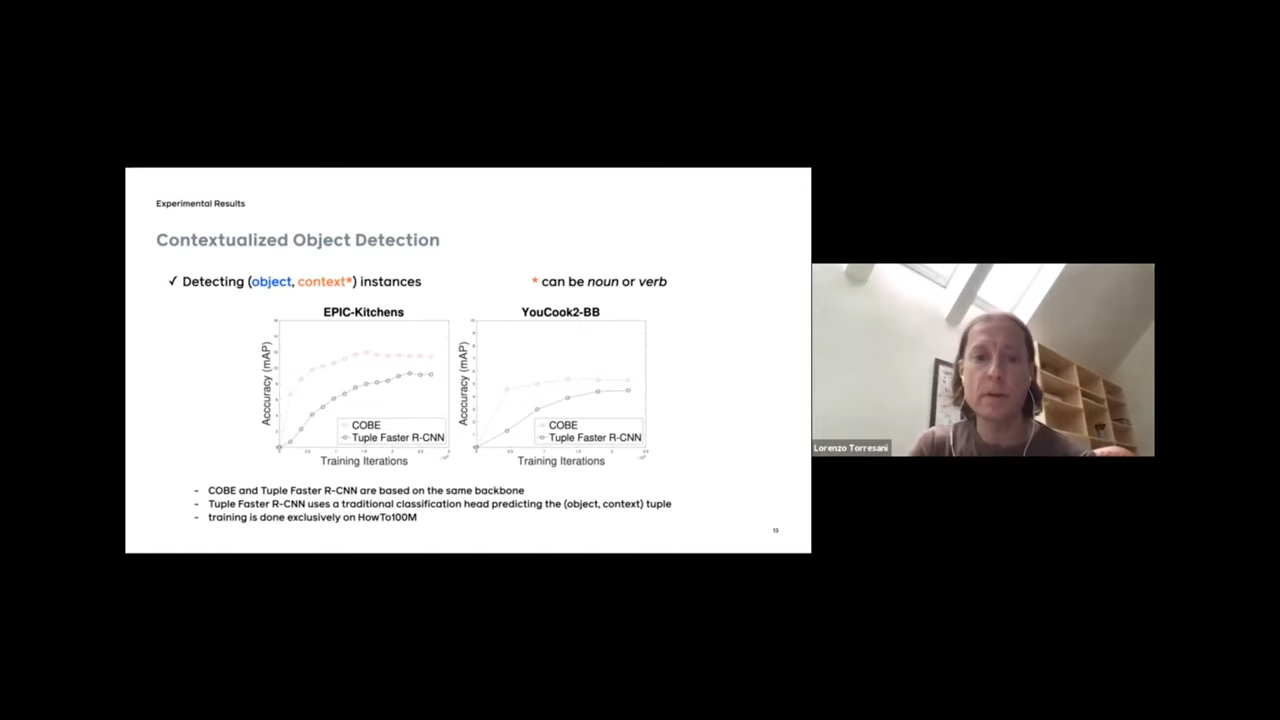 Experimental Results
Contextualized Object Detection
✓ Detecting (object, context*) instances
* can be noun or verb
EPIC-Kitchens
YouCook2-BB
Acccuracy (mAP)
Acccuracy (mAP)
COBE
Tuple Faster R-CNN
COBE
Tuple Faster R-CNN
Training Iterations
Training Iterations
- COBE and Tuple Faster R-CNN are based on the same backbone
- Tuple Faster R-CNN uses a traditional classification head predicting the (object, context) tuple
- training is done exclusively on HowTo100M
13
Lorenzo Torresani